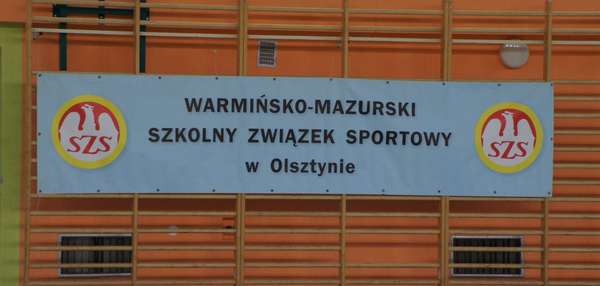 WARMIŃSKO-MAZURSKI
SZKOLNY ZWIĄZEK SPORTOWY
w Olsztynie
SZS
SZS